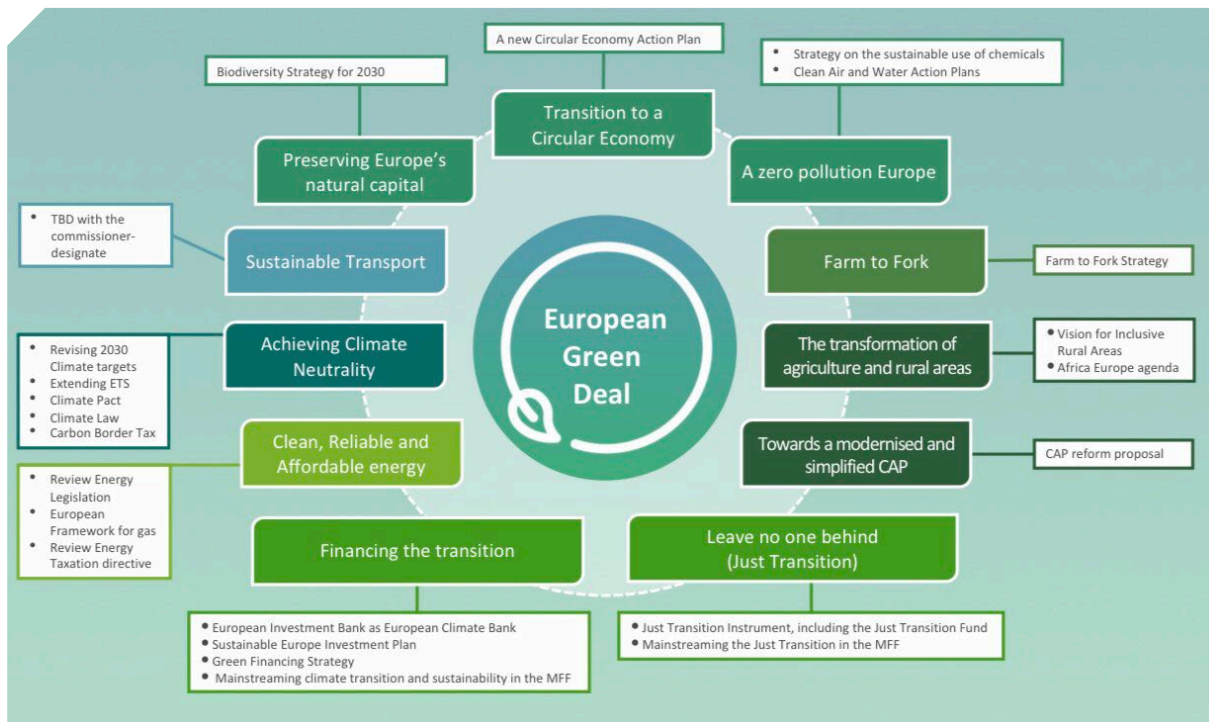 A new Circular Economy Action Plan
Biodiversity Strategy for 2030
• Strategy on the sustainable use of chemicals
• Clean Air and Water Action Plans
Transition to a
Circular Economy
Preserving Europe's
natural capital
A zero pollution Europe
• TBD with the
commissioner-
designate
Sustainable Transport
Farm to Fork
Farm to Fork Strategy
European
Green
Deal
• Revising 2030
Climate targets
• Extending ETS
• Climate Pact
• Climate Law
• Carbon Border Tax
Achieving Climate
Neutrality
The transformation of
agriculture and rural areas
• Vision for Inclusive
Rural Areas
• Africa Europe agenda
Clean, Reliable and
Affordable energy
Towards a modernised and
simplified CAP
CAP reform proposal
• Review Energy
Legislation
• European
Framework for gas
• Review Energy
Taxation directive
Financing the transition
Leave no one behind
(Just Transition)
• European Investment Bank as European Climate Bank
• Sustainable Europe Investment Plan
• Green Financing Strategy
• Mainstreaming climate transition and sustainability in the MFF
• Just Transition Instrument, including the Just Transition Fund
• Mainstreaming the Just Transition in the MFF